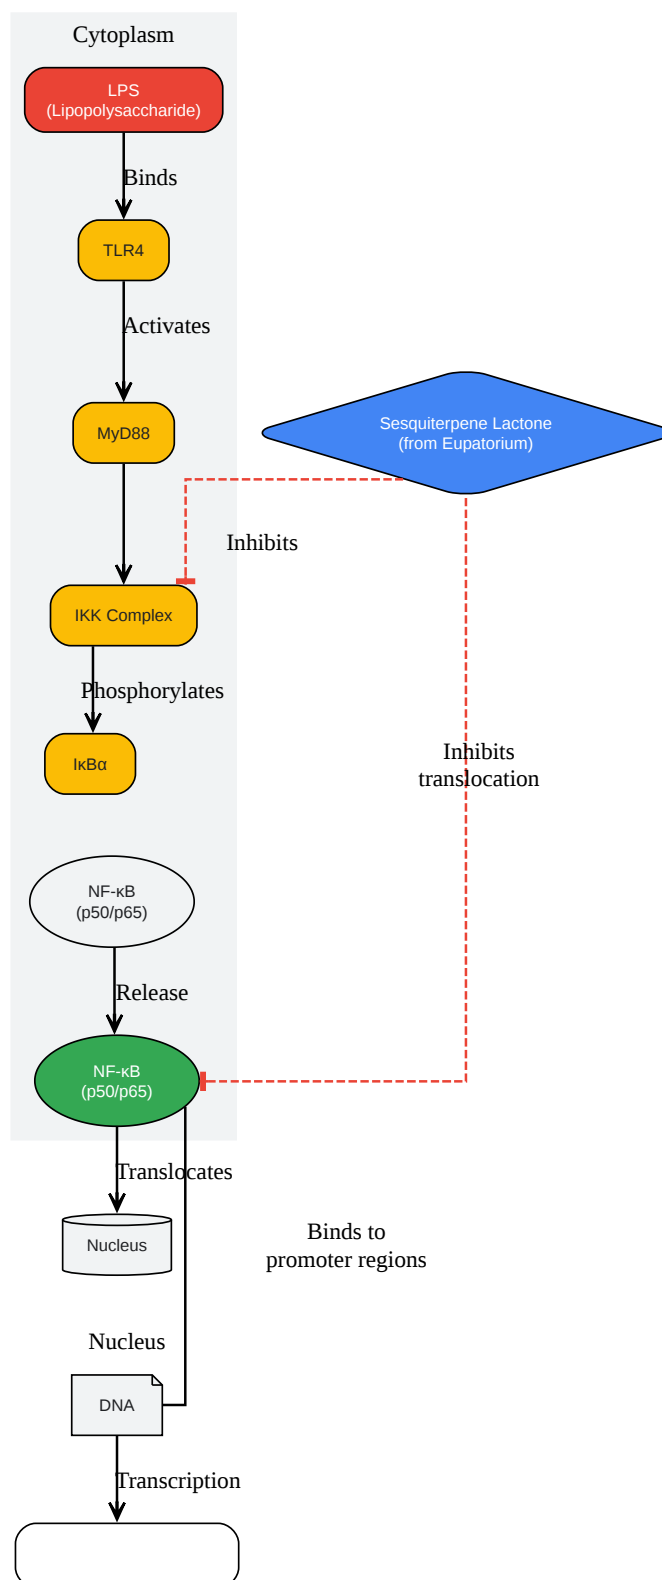 Cytoplasm
LPS
(Lipopolysaccharide)
Binds
TLR4
Activates
MyD88
Sesquiterpene Lactone
(from Eupatorium)
Inhibits
IKK Complex
Phosphorylates
IκBα
Inhibits
translocation
NF-κB
(p50/p65)
Release
NF-κB
(p50/p65)
Translocates
Nucleus
Binds to
promoter regions
Nucleus
DNA
Transcription